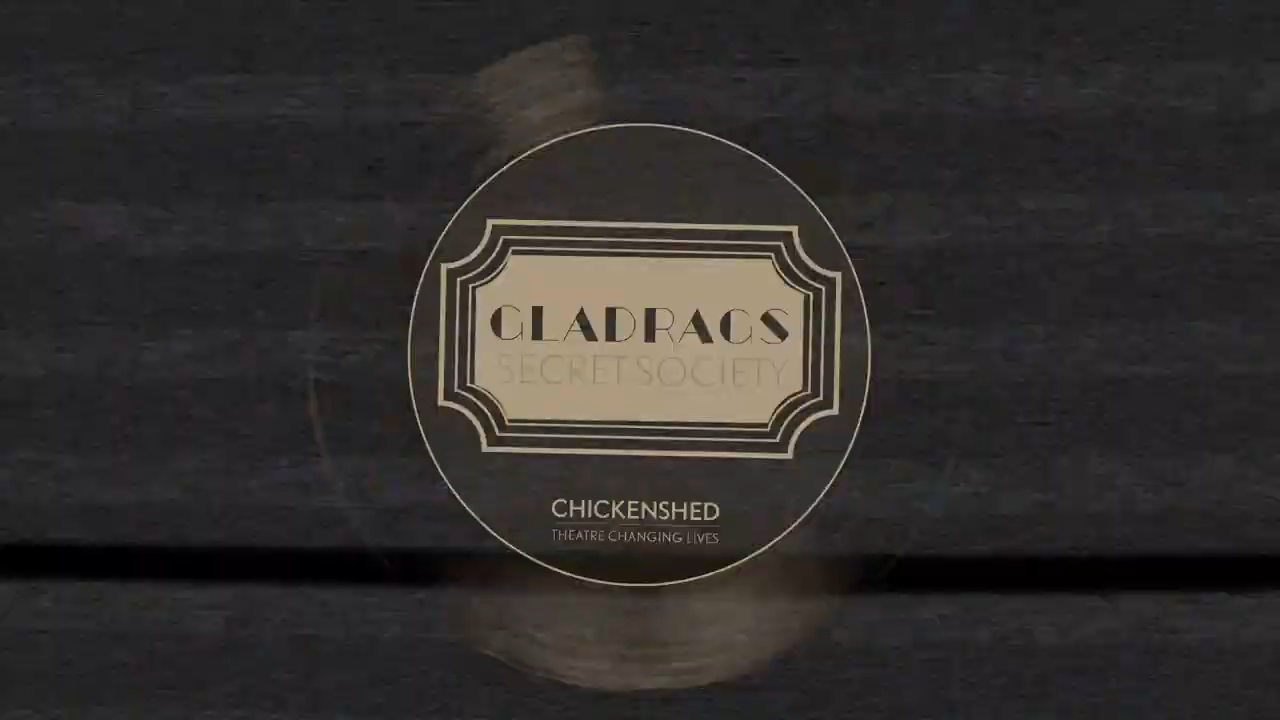 GLADRAGS
SECRET SOCIETY
CHICKENSHED
THEATRE CHANGING LIVES